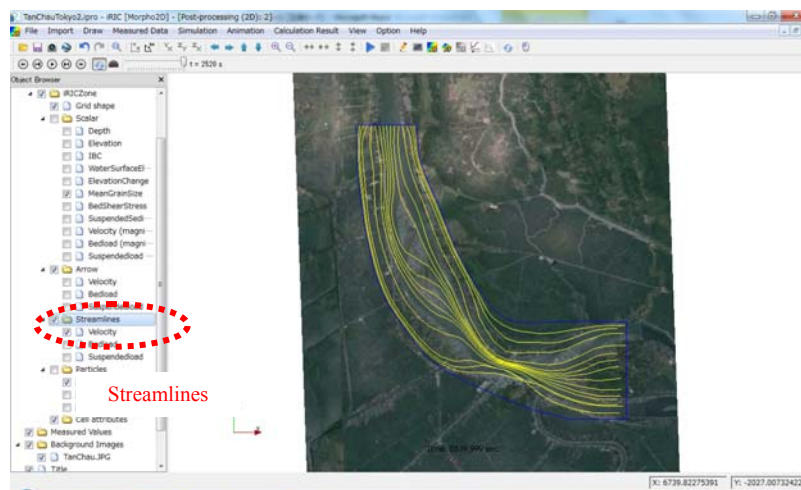 TanChauTokyo2.ipro - iRIC [Morpho2D] - [Post-processing (2D): 2]
File Import Draw Measured Data Simulation Animation Calculation Result View Option Help
t = 2520 s
Object Browser
iRICZone
Grid shape
Scalar
Depth
Elevation
IBC
WaterSurfaceEl...
ElevationChange
MeanGrainSize
BedShearStress
SuspendedSedi...
Velocity (magni...
Bedload (magni...
Suspendedload ...
Arrow
Velocity
Bedload
Suspendedload
Streamlines
Velocity
Bedload
Suspendedload
Particles
Streamlines
Cell attributes
Measured Values
Background Images
TanChau.JPG
Title
X: 6739.82275391 Y: -2027.00732422